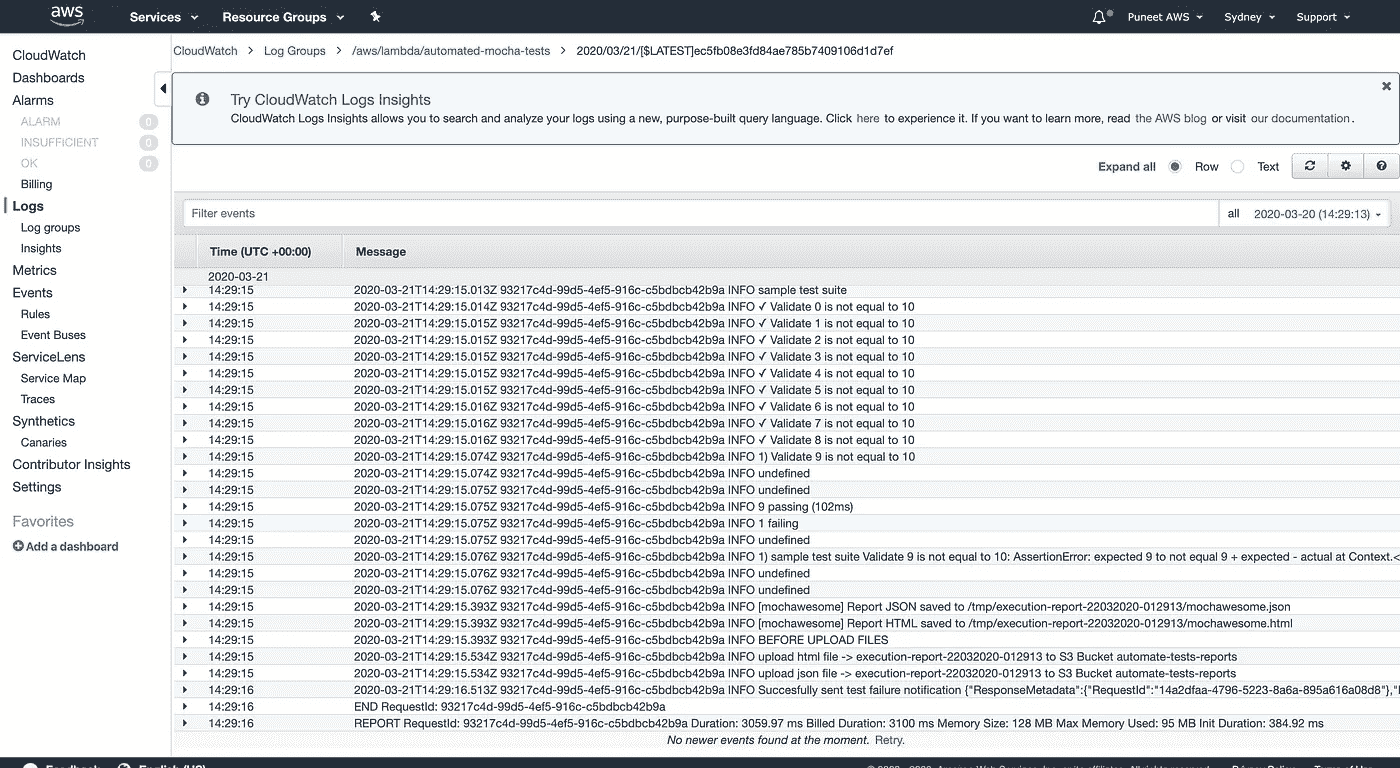 aws Services Resource Groups Puneet AWS Sydney Support
CloudWatch
Dashboards
Alarms
ALARM 0
INSUFFICIENT 0
OK 0
Billing
Logs
Log groups
Insights
Metrics
Events
Rules
Event Buses
ServiceLens
Service Map
Traces
Synthetics
Canaries
Contributor Insights
Settings
Favorites
Add a dashboard
CloudWatch > Log Groups > /aws/lambda/automated-mocha-tests > 2020/03/21/[$LATEST]ec5fb08e3fd84ae785b7409106d1d7ef
Try CloudWatch Logs Insights
CloudWatch Logs Insights allows you to search and analyze your logs using a new, purpose-built query language. Click here to experience it. If you want to learn more, read the AWS blog or visit our documentation.
Expand all Row Text
Filter events all 2020-03-20 (14:29:13)
Time (UTC +00:00) Message
2020-03-21
14:29:15 2020-03-21T14:29:15.013Z 93217c4d-99d5-4ef5-916c-c5bdbcb42b9a INFO sample test suite
14:29:15 2020-03-21T14:29:15.014Z 93217c4d-99d5-4ef5-916c-c5bdbcb42b9a INFO ✓ Validate 0 is not equal to 10
14:29:15 2020-03-21T14:29:15.015Z 93217c4d-99d5-4ef5-916c-c5bdbcb42b9a INFO ✓ Validate 1 is not equal to 10
14:29:15 2020-03-21T14:29:15.015Z 93217c4d-99d5-4ef5-916c-c5bdbcb42b9a INFO ✓ Validate 2 is not equal to 10
14:29:15 2020-03-21T14:29:15.015Z 93217c4d-99d5-4ef5-916c-c5bdbcb42b9a INFO ✓ Validate 3 is not equal to 10
14:29:15 2020-03-21T14:29:15.015Z 93217c4d-99d5-4ef5-916c-c5bdbcb42b9a INFO ✓ Validate 4 is not equal to 10
14:29:15 2020-03-21T14:29:15.015Z 93217c4d-99d5-4ef5-916c-c5bdbcb42b9a INFO ✓ Validate 5 is not equal to 10
14:29:15 2020-03-21T14:29:15.016Z 93217c4d-99d5-4ef5-916c-c5bdbcb42b9a INFO ✓ Validate 6 is not equal to 10
14:29:15 2020-03-21T14:29:15.016Z 93217c4d-99d5-4ef5-916c-c5bdbcb42b9a INFO ✓ Validate 7 is not equal to 10
14:29:15 2020-03-21T14:29:15.016Z 93217c4d-99d5-4ef5-916c-c5bdbcb42b9a INFO ✓ Validate 8 is not equal to 10
14:29:15 2020-03-21T14:29:15.074Z 93217c4d-99d5-4ef5-916c-c5bdbcb42b9a INFO 1) Validate 9 is not equal to 10
14:29:15 2020-03-21T14:29:15.074Z 93217c4d-99d5-4ef5-916c-c5bdbcb42b9a INFO undefined
14:29:15 2020-03-21T14:29:15.075Z 93217c4d-99d5-4ef5-916c-c5bdbcb42b9a INFO undefined
14:29:15 2020-03-21T14:29:15.075Z 93217c4d-99d5-4ef5-916c-c5bdbcb42b9a INFO 9 passing (102ms)
14:29:15 2020-03-21T14:29:15.075Z 93217c4d-99d5-4ef5-916c-c5bdbcb42b9a INFO 1 failing
14:29:15 2020-03-21T14:29:15.075Z 93217c4d-99d5-4ef5-916c-c5bdbcb42b9a INFO undefined
14:29:15 2020-03-21T14:29:15.076Z 93217c4d-99d5-4ef5-916c-c5bdbcb42b9a INFO 1) sample test suite Validate 9 is not equal to 10: AssertionError: expected 9 to not equal 9 + expected - actual at Context.<
14:29:15 2020-03-21T14:29:15.076Z 93217c4d-99d5-4ef5-916c-c5bdbcb42b9a INFO undefined
14:29:15 2020-03-21T14:29:15.076Z 93217c4d-99d5-4ef5-916c-c5bdbcb42b9a INFO undefined
14:29:15 2020-03-21T14:29:15.393Z 93217c4d-99d5-4ef5-916c-c5bdbcb42b9a INFO [mochawesome] Report JSON saved to /tmp/execution-report-22032020-012913/mochawesome.json
14:29:15 2020-03-21T14:29:15.393Z 93217c4d-99d5-4ef5-916c-c5bdbcb42b9a INFO [mochawesome] Report HTML saved to /tmp/execution-report-22032020-012913/mochawesome.html
14:29:15 2020-03-21T14:29:15.393Z 93217c4d-99d5-4ef5-916c-c5bdbcb42b9a INFO BEFORE UPLOAD FILES
14:29:15 2020-03-21T14:29:15.534Z 93217c4d-99d5-4ef5-916c-c5bdbcb42b9a INFO upload html file -> execution-report-22032020-012913 to S3 Bucket automate-tests-reports
14:29:15 2020-03-21T14:29:15.534Z 93217c4d-99d5-4ef5-916c-c5bdbcb42b9a INFO upload json file -> execution-report-22032020-012913 to S3 Bucket automate-tests-reports
14:29:16 2020-03-21T14:29:16.513Z 93217c4d-99d5-4ef5-916c-c5bdbcb42b9a INFO Succesfully sent test failure notification {"ResponseMetadata":{"RequestId":"14a2dfaa-4796-5223-8a6a-895a616a08d8"},"
14:29:16 END RequestId: 93217c4d-99d5-4ef5-916c-c5bdbcb42b9a
14:29:16 REPORT RequestId: 93217c4d-99d5-4ef5-916c-c5bdbcb42b9a Duration: 3059.97 ms Billed Duration: 3100 ms Memory Size: 128 MB Max Memory Used: 95 MB Init Duration: 384.92 ms
No newer events found at the moment. Retry.